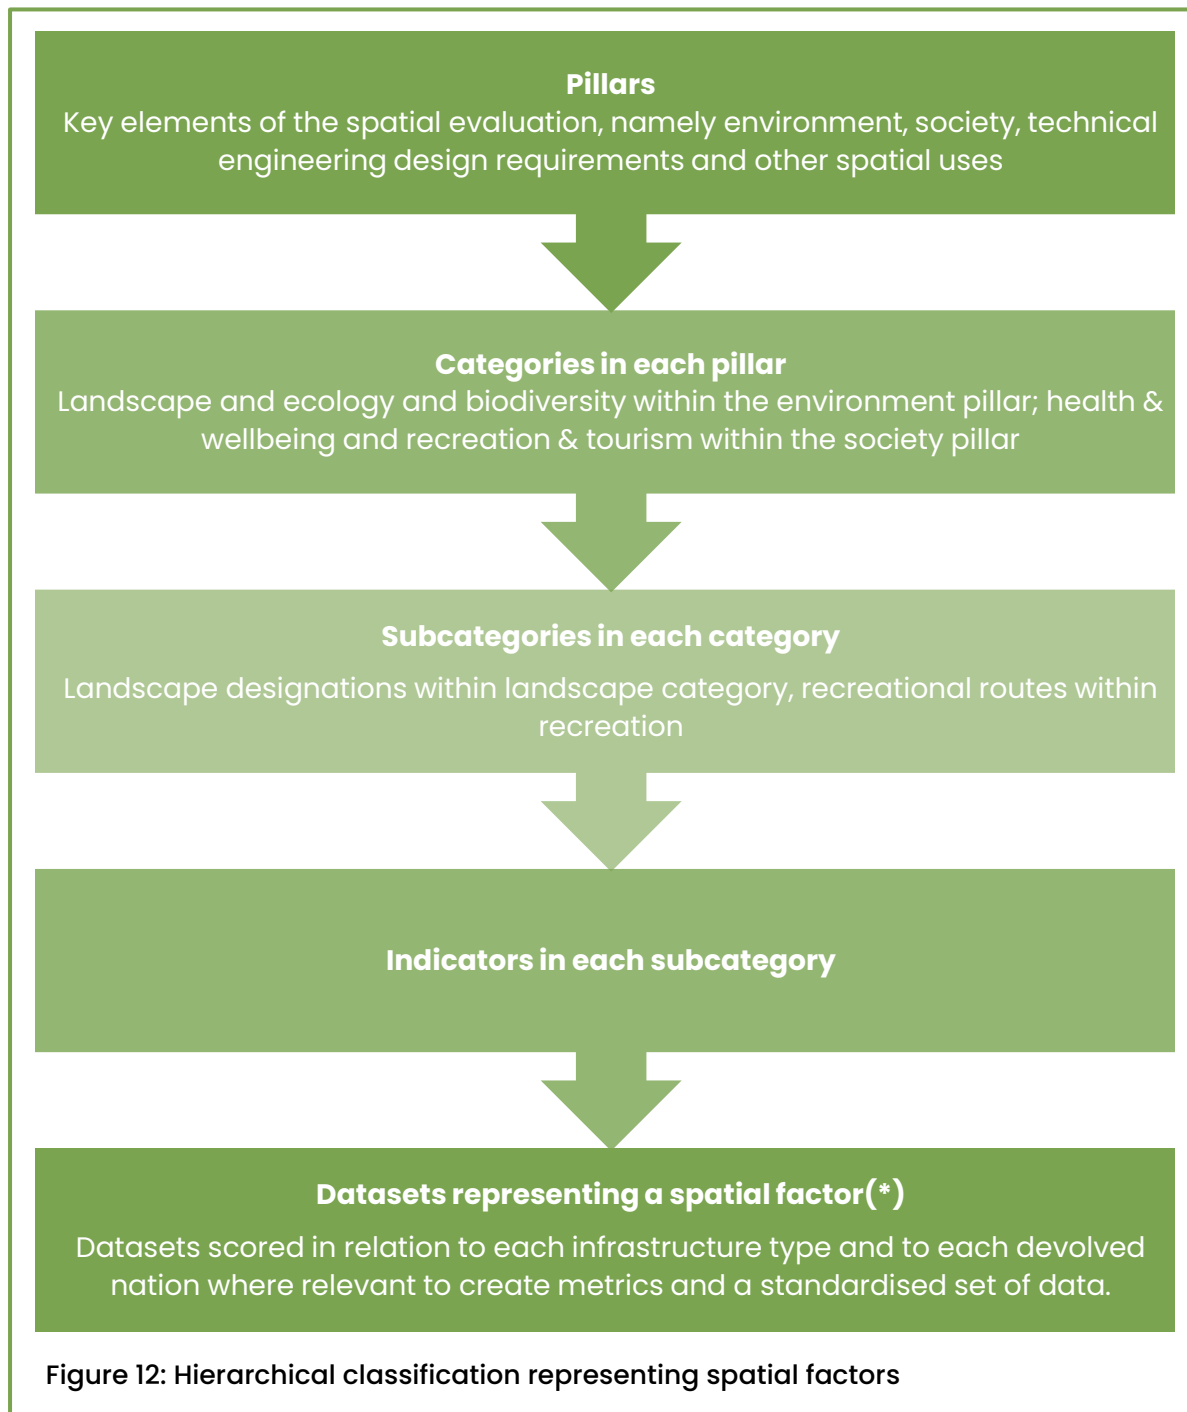 Pillars
Key elements of the spatial evaluation, namely environment, society, technical
engineering design requirements and other spatial uses
Categories in each pillar
Landscape and ecology and biodiversity within the environment pillar; health &
wellbeing and recreation & tourism within the society pillar
Subcategories in each category
Landscape designations within landscape category, recreational routes within
recreation
Indicators in each subcategory
Datasets representing a spatial factor(*)
Datasets scored in relation to each infrastructure type and to each devolved
nation where relevant to create metrics and a standardised set of data.
Figure 12: Hierarchical classification representing spatial factors